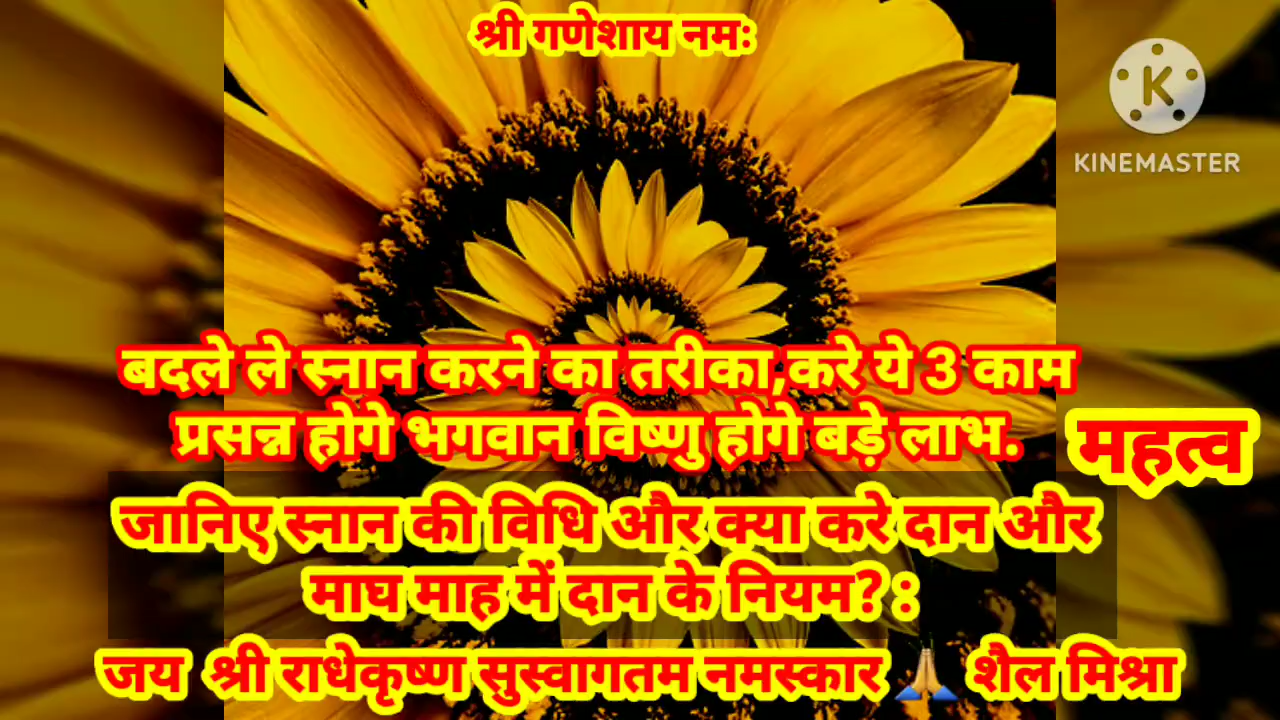 श्री गणेशाय नमः
K
KINEMASTER
बदले ले स्नान करने का तरीका,करे ये 3 काम
प्रसन्न होगे भगवान विष्णु होगे बड़े लाभ.
महत्व
जानिए स्नान की विधि और क्या करे दान और
माघ माह में दान के नियम? :
जय श्री राधेकृष्ण सुस्वागतम नमस्कार 🙏 शैल मिश्रा